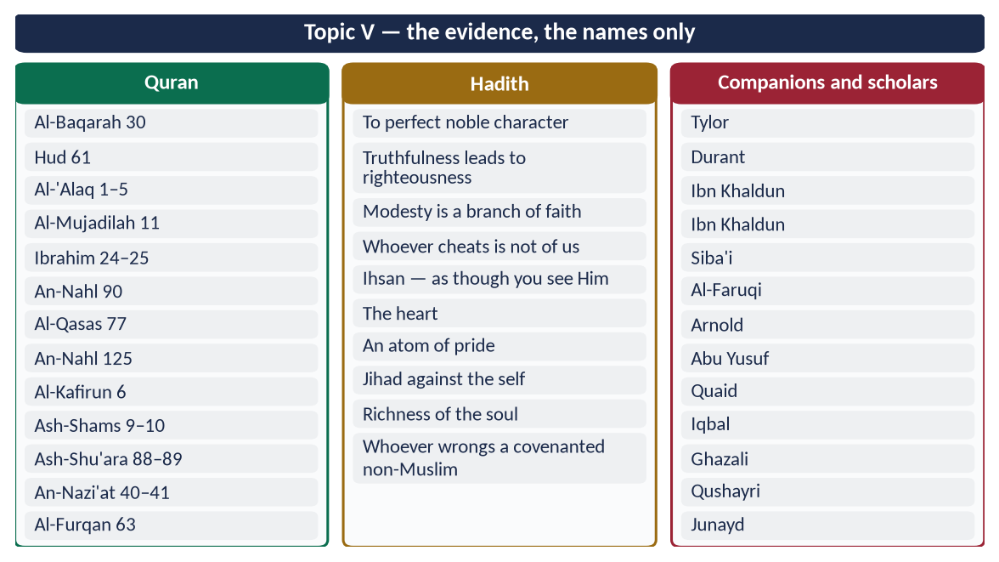 Topic V — the evidence, the names only
Quran
Al-Baqarah 30
Hud 61
Al-'Alaq 1–5
Al-Mujadilah 11
Ibrahim 24–25
An-Nahl 90
Al-Qasas 77
An-Nahl 125
Al-Kafirun 6
Ash-Shams 9–10
Ash-Shu'ara 88–89
An-Nazi'at 40–41
Al-Furqan 63
Hadith
To perfect noble character
Truthfulness leads to
righteousness
Modesty is a branch of faith
Whoever cheats is not of us
Ihsan — as though you see Him
The heart
An atom of pride
Jihad against the self
Richness of the soul
Whoever wrongs a covenanted
non-Muslim
Companions and scholars
Tylor
Durant
Ibn Khaldun
Ibn Khaldun
Siba'i
Al-Faruqi
Arnold
Abu Yusuf
Quaid
Iqbal
Ghazali
Qushayri
Junayd